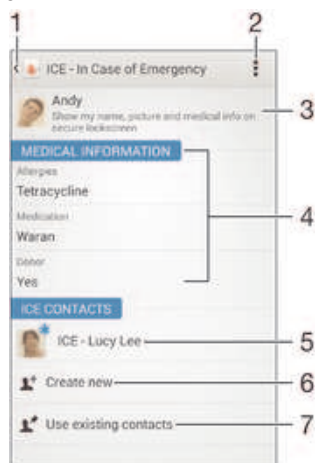 1 2
ICE - In Case of Emergency
Andy
Show my name, picture and medical info on
secure lockscreen
3
MEDICAL INFORMATION
Allergies
Tetracycline
4
Medication
Waran
Donor
Yes
ICE CONTACTS
ICE - Lucy Lee 5
Create new 6
Use existing contacts 7